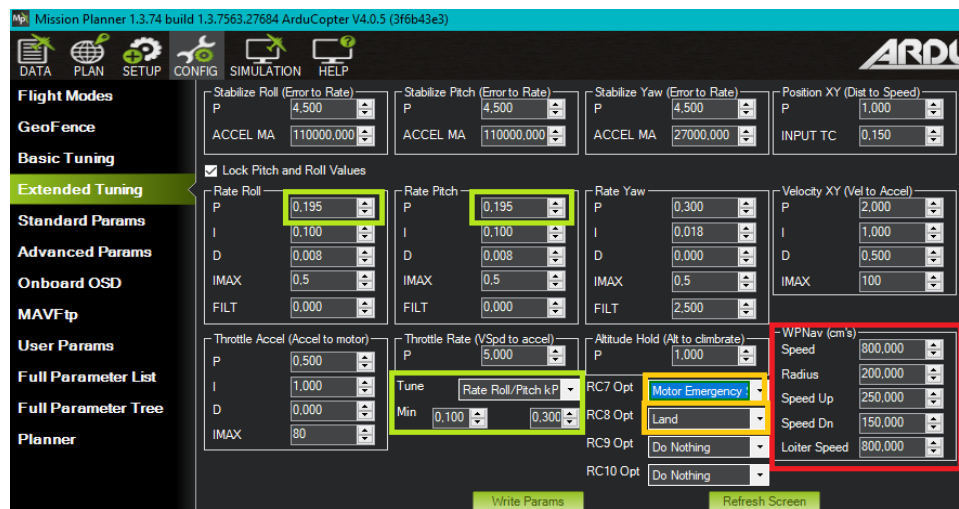 Mission Planner 1.3.74 build 1.3.7563.27684 ArduCopter V4.0.5 (3f6b43e3)
DATA PLAN SETUP CONFIG SIMULATION HELP
ARDU
Flight Modes
GeoFence
Basic Tuning
Extended Tuning
Standard Params
Advanced Params
Onboard OSD
MAVFtp
User Params
Full Parameter List
Full Parameter Tree
Planner
Stabilize Roll (Error to Rate)
P 4,500
ACCEL MA 110000,000
Stabilize Pitch (Error to Rate)
P 4,500
ACCEL MA 110000,000
Stabilize Yaw (Error to Rate)
P 4,500
ACCEL MA 27000,000
Position XY (Dist to Speed)
P 1,000
INPUT TC 0,150
Lock Pitch and Roll Values
Rate Roll
P 0,195
I 0,100
D 0,008
IMAX 0,5
FILT 0,000
Rate Pitch
P 0,195
I 0,100
D 0,008
IMAX 0,5
FILT 0,000
Rate Yaw
P 0,300
I 0,018
D 0,000
IMAX 0,5
FILT 2,500
Velocity XY (Vel to Accel)
P 2,000
I 1,000
D 0,500
IMAX 100
Throttle Accel (Accel to motor)
P 0,500
I 1,000
D 0,000
IMAX 80
Throttle Rate (VSpd to accel)
P 5,000
Tune Rate Roll/Pitch kP
Min 0,100 0,300
Altitude Hold (Alt to climbrate)
P 1,000
RC7 Opt Motor Emergency
RC8 Opt Land
RC9 Opt Do Nothing
RC10 Opt Do Nothing
WPNav (cm's)
Speed 800,000
Radius 200,000
Speed Up 250,000
Speed Dn 150,000
Loiter Speed 800,000
Write Params
Refresh Screen